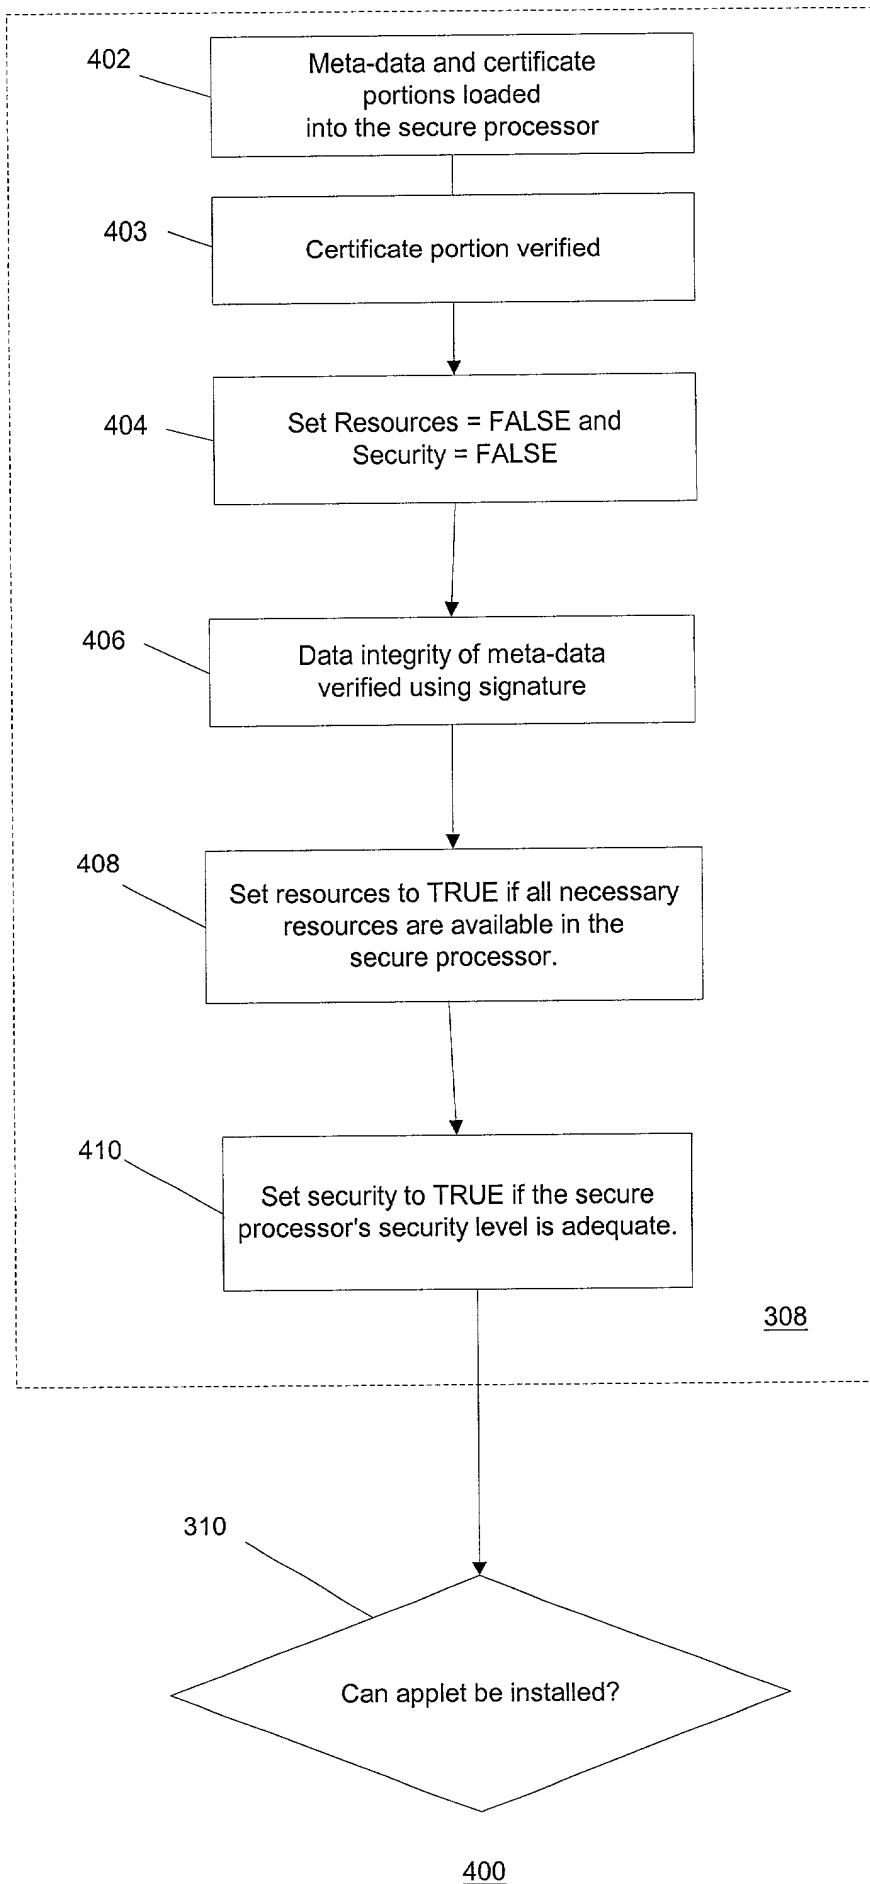 402
Meta-data and certificate
portions loaded
into the secure processor
403
Certificate portion verified
404
Set Resources = FALSE and
Security = FALSE
406
Data integrity of meta-data
verified using signature
408
Set resources to TRUE if all necessary
resources are available in the
secure processor.
410
Set security to TRUE if the secure
processor's security level is adequate.
308
310
Can applet be installed?
400